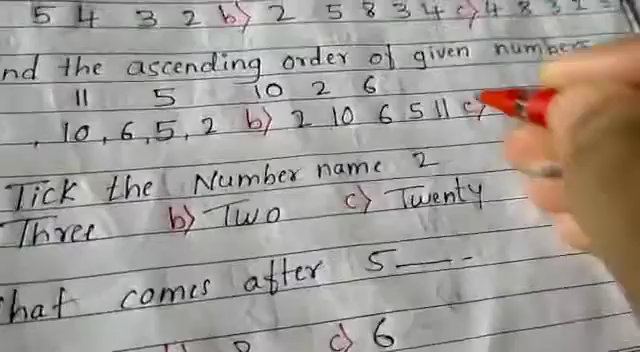 5 4 3 2 b) 2 5 8 3 4 c) 4 8 3 2
nd the ascending order of given numbers
11 5 10 2 6
, 10, 6, 5, 2 b) 2 10 6 5 11 c)
Tick the Number name 2
Three b) Two c) Twenty
hat comes after 5 ——-
c) 6